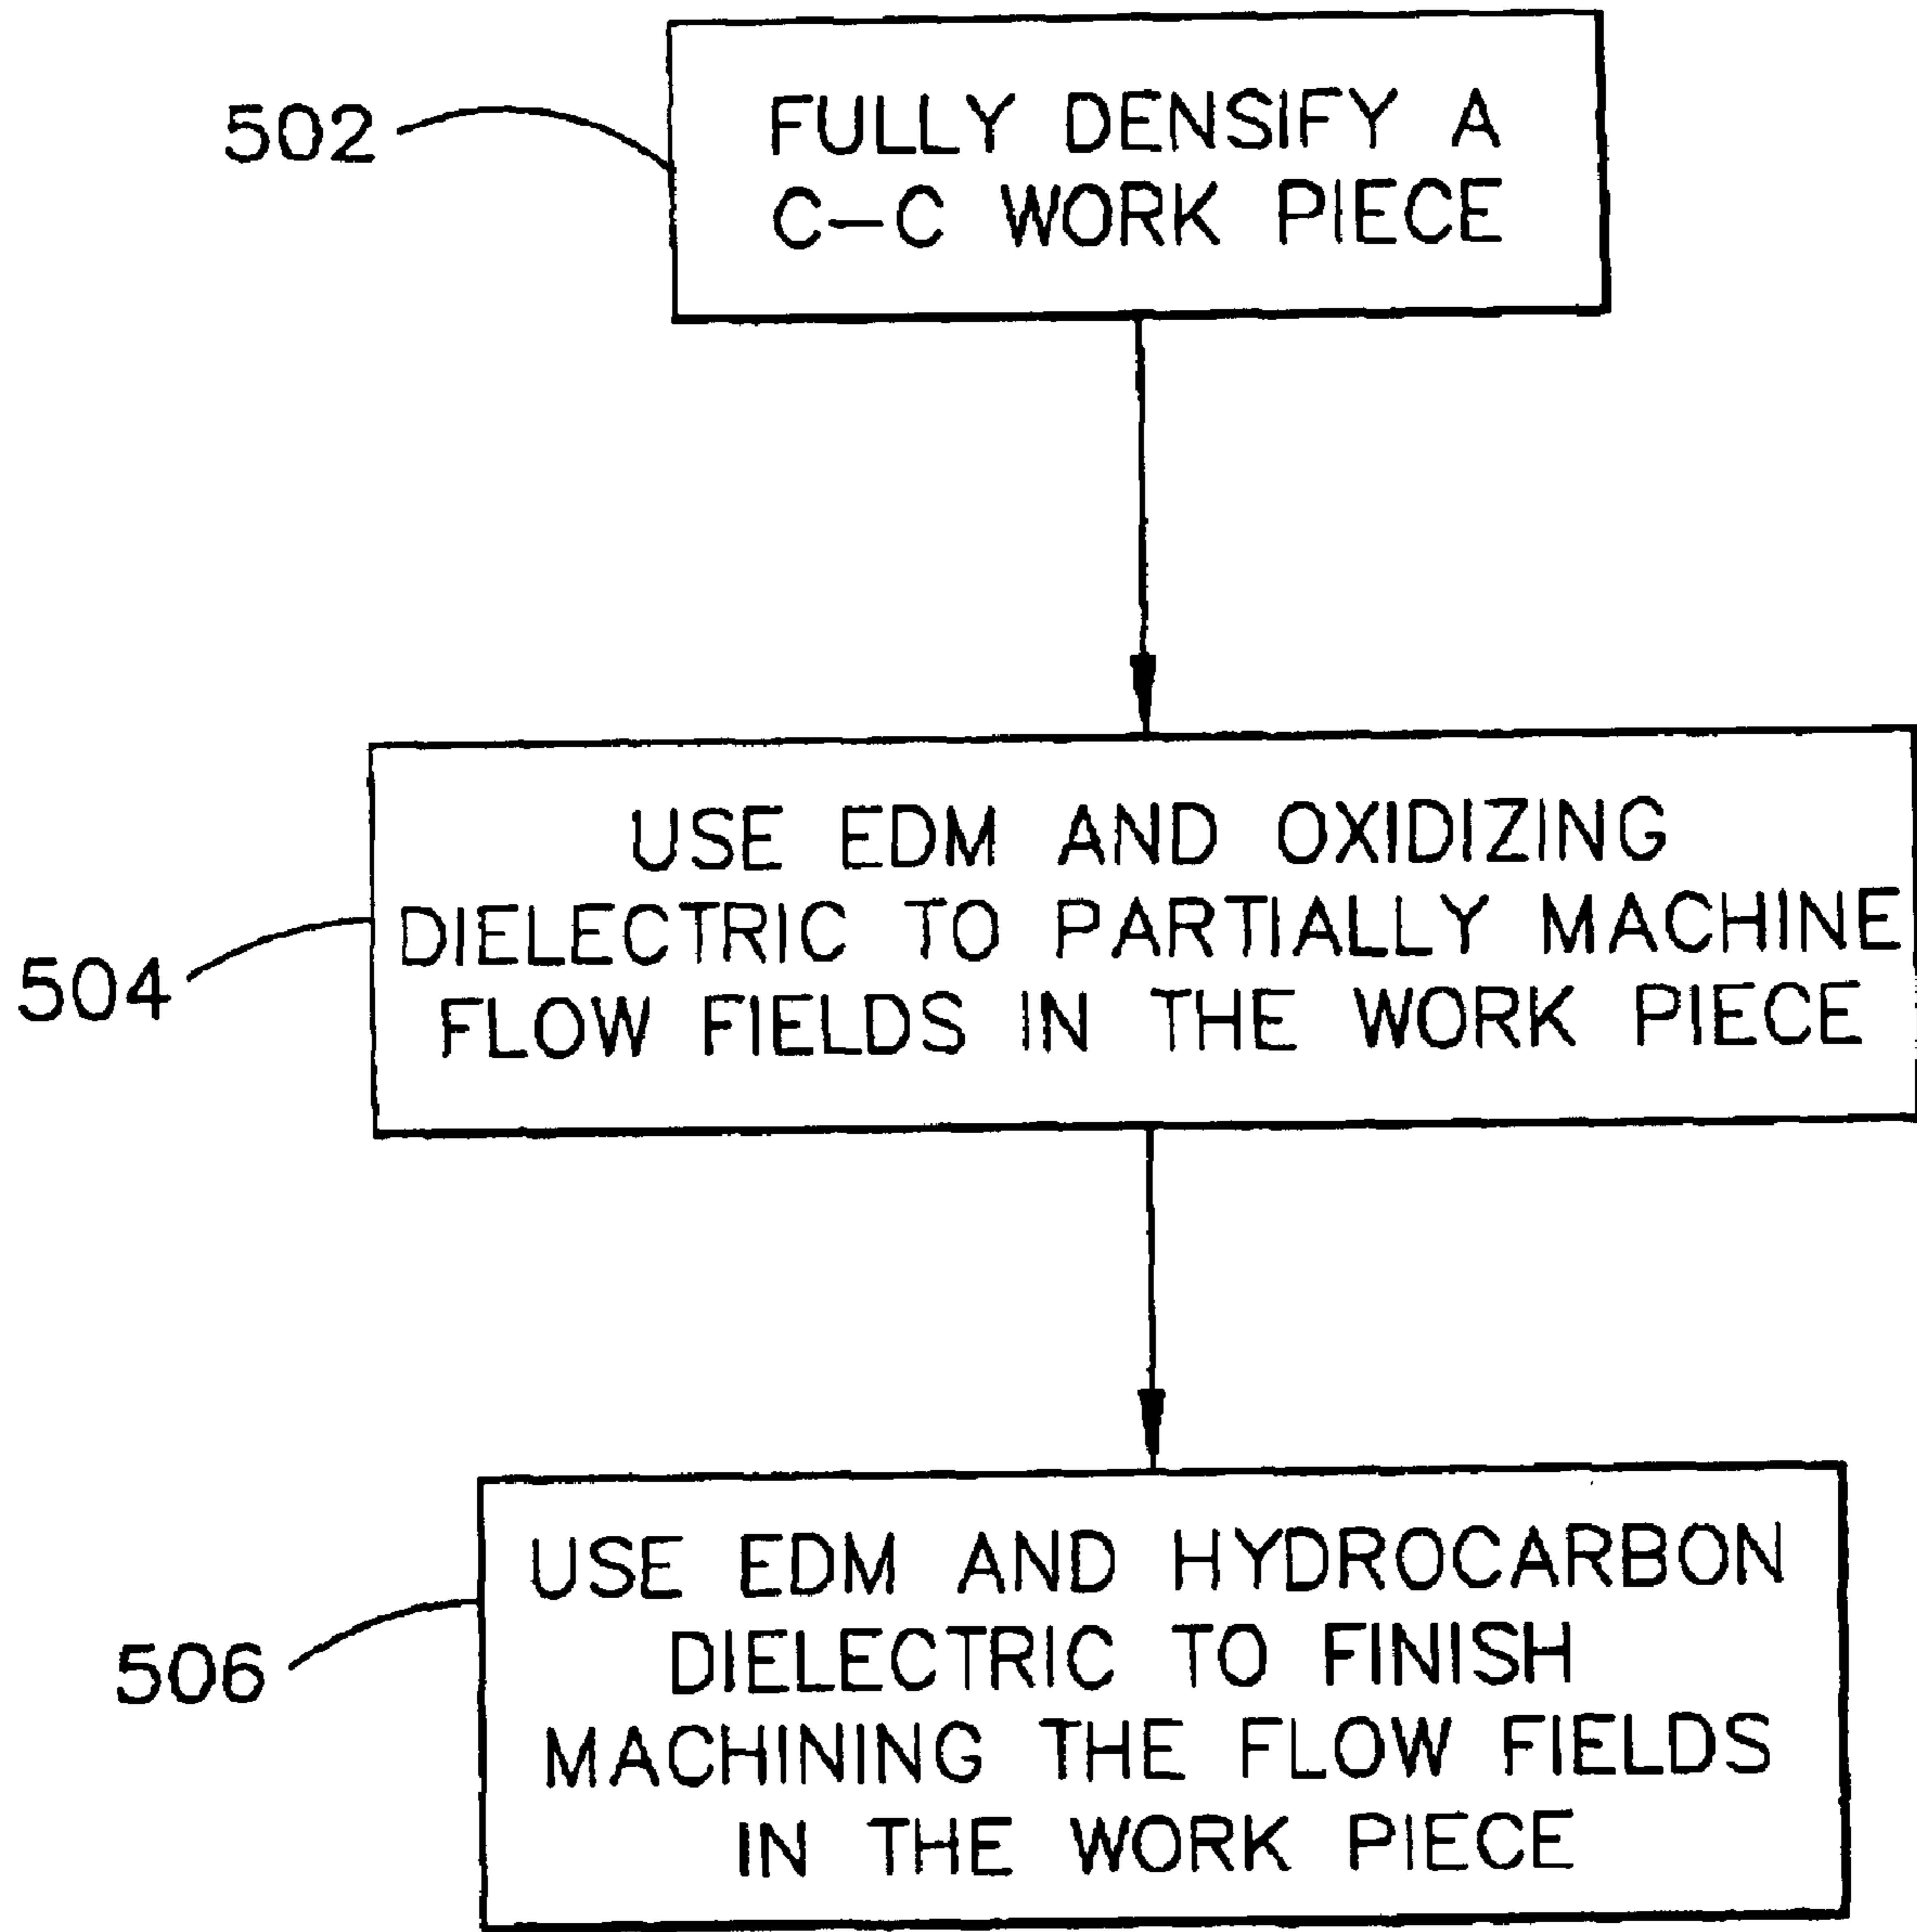 502
FULLY DENSIFY A
C-C WORK PIECE
USE EDM AND OXIDIZING
DIELECTRIC TO PARTIALLY MACHINE
FLOW FIELDS IN THE WORK PIECE
504
USE EDM AND HYDROCARBON
DIELECTRIC TO FINISH
MACHINING THE FLOW FIELDS
IN THE WORK PIECE
506